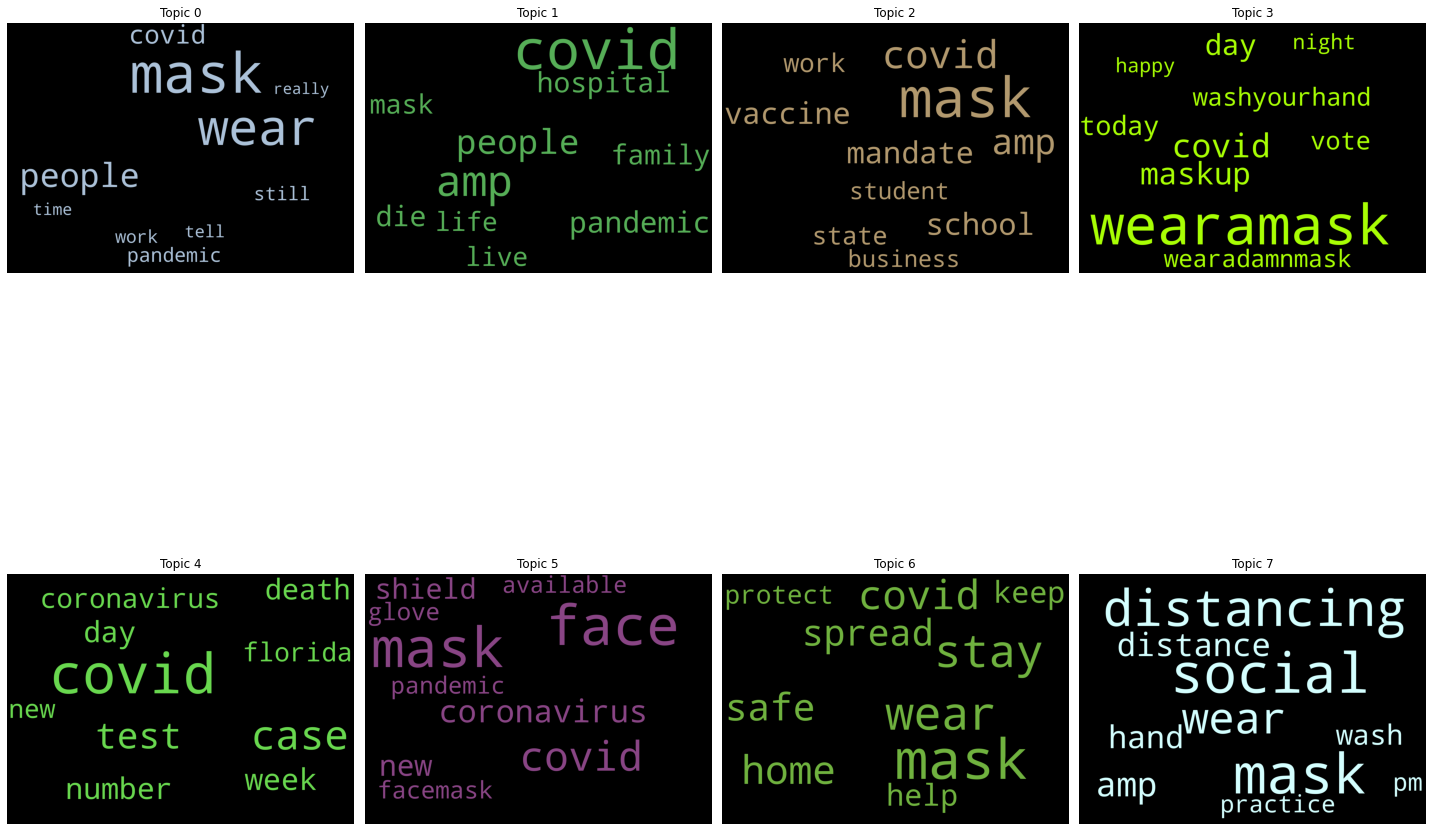 Topic 0
covid
mask
really
wear
people
still
time
tell
work
pandemic
Topic 1
covid
hospital
mask
people
family
amp
die
life
pandemic
live
Topic 2
covid
work
mask
vaccine
amp
mandate
student
school
state
business
Topic 3
day
night
happy
washyourhand
today
vote
covid
maskup
wearamask
wearadamnmask
Topic 4
death
coronavirus
day
florida
covid
new
test
case
week
number
Topic 5
shield
available
glove
face
mask
pandemic
coronavirus
covid
new
facemask
Topic 6
protect
covid
keep
spread
stay
safe
wear
mask
home
help
Topic 7
distancing
distance
social
wear
hand
wash
mask
amp
pm
practice